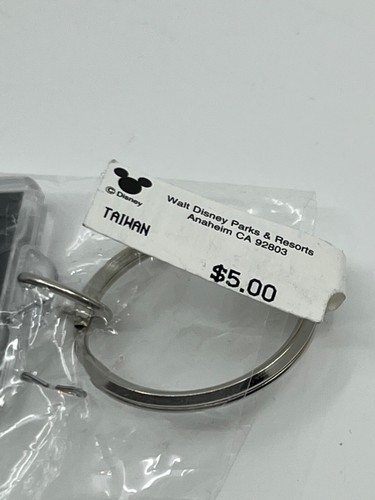 © Disney
TAIWAN
Walt Disney Parks & Resorts
Anaheim CA 92803
$5.00